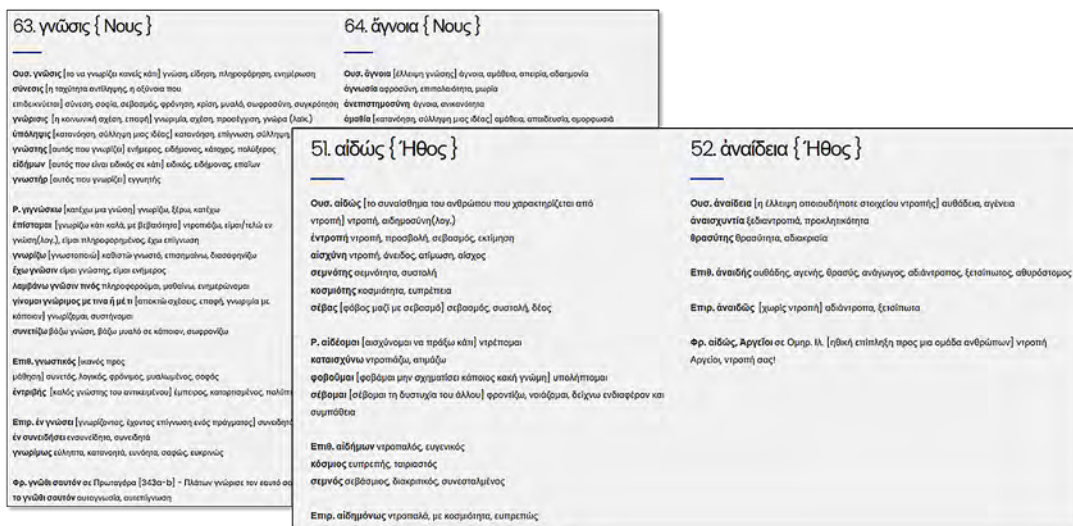 63. γνῶσις { Νους }
Ουσ. γνῶσις [το να γνωρίζει κανείς κάτι] γνώση, είδηση, πληροφόρηση, ενημέρωση
σύνεσις [η ταχύτητα αντίληψης, η οξύνοια που
επιδεικνύεται] σύνεση, σοφία, σεβασμός, φρόνηση, κρίση, μυαλό, σωφροσύνη, συγκρότηση
γνώρισις [η κοινωνική σχέση, επαφή] γνωριμία, σχέση, προσέγγιση, γνώρα (λαϊκ.)
ὑπόληψις [κατανόηση, σύλληψη μιας ιδέας] κατανόηση, επίγνωση, σύλληψη,
γνώστης [αυτός που γνωρίζει] ενήμερος, ειδήμονας, κάτοχος, πολύξερος
εἰδήμων [αυτός που είναι ειδικός σε κάτι] ειδικός, ειδήμονας, επαΐων
γνωστήρ [αυτός που γνωρίζει] εγγυητής
Ρ. γιγνώσκω [κατέχω μια γνώση] γνωρίζω, ξέρω, κατέχω
ἐπίσταμαι [γνωρίζω κάτι καλά, με βεβαιότητα] ντροπιάζω, είμαι/τελώ εν
γνώση(λογ.), είμαι πληροφορημένος, έχω επίγνωση
γνωρίζω [γνωστοποιώ] καθιστώ γνωστό, επισημαίνω, διασαφηνίζω
ἔχω γνῶσιν είμαι γνώστης, είμαι ενήμερος
λαμβάνω γνῶσιν τινός πληροφορούμαι, μαθαίνω, ενημερώνομαι
γίνομαι γνώριμος με τινα ἤ μέ τι [αποκτώ σχέσεις, επαφή, γνωριμία με
κάποιον] γνωρίζομαι, συστήνομαι
συνετίζω βάζω γνώση, βάζω μυαλό σε κάποιον, σωφρονίζω
Επιθ. γνωστικός [ικανός προς
μάθηση] συνετός, λογικός, φρόνιμος, μυαλωμένος, σοφός
ἐντριβής [καλός γνώστης του αντικειμένου] έμπειρος, καταρτισμένος,
Επιρ. ἐν γνώσει [γνωρίζοντας, έχοντας επίγνωση ενός πράγματος]
ἐν συνειδήσει ενσυνείδητα, συνειδητά
γνωρίμως εύληπτα, κατανοητά, ευνόητα, σαφώς, ευκρινώς
Φρ. γνῶθι σαυτόν σε Πρωταγόρα [343a-b] - Πλάτων γνώρισε τον εαυτό
το γνῶθι σαυτόν αυτογνωσία, αυτεπίγνωση
64. ἄγνοια { Νους }
Ουσ. ἄγνοια [έλλειψη γνώσης] άγνοια, αμάθεια, απειρία, αδαημονία
ἀγνωσία αφροσύνη, επιπολαιότητα, μωρία
ἀνεπιστημοσύνη άγνοια, ανικανότητα
ἀμαθία [κατανόηση, σύλληψη μιας ιδέας] αμάθεια, απαιδευσία, αμορφωσιά
51. αἰδώς { Ήθος }
Ουσ. αἰδώς [το συναίσθημα του ανθρώπου που χαρακτηρίζεται από
ντροπή] ντροπή, αιδημοσύνη(λογ.)
ἐντροπή ντροπή, προσβολή, σεβασμός, εκτίμηση
αἰσχύνη ντροπή, όνειδος, ατίμωση, αίσχος
σεμνότης σεμνότητα, συστολή
κοσμιότης κοσμιότητα, ευπρέπεια
σέβας [φόβος μαζί με σεβασμό] σεβασμός, συστολή, δέος
Ρ. αἰδέομαι [αισχύνομαι να πράξω κάτι] ντρέπομαι
καταισχύνω ντροπιάζω, ατιμάζω
φοβοῦμαι [φοβάμαι μην σχηματίσει κάποιος κακή γνώμη] υπολήπτομαι
σέβομαι [σέβομαι τη δυστυχία του άλλου] φροντίζω, νοιάζομαι, δείχνω ενδιαφέρον και
συμπάθεια
Επιθ. αἰδήμων ντροπαλός, ευγενικός
κόσμιος ευπρεπής, ταιριαστός
σεμνός σεβάσμιος, διακριτικός, συνεσταλμένος
Επιρ. αἰδημόνως ντροπαλά, με κοσμιότητα, ευπρεπώς
52. ἀναίδεια { Ήθος }
Ουσ. ἀναίδεια [η έλλειψη οποιουδήποτε στοιχείου ντροπής] αυθάδεια, αγένεια
ἀναισχυντία ξεδιαντροπιά, προκλητικότητα
θρασύτης θρασύτητα, αδιακρισία
Επιθ. ἀναιδής αυθάδης, αγενής, θρασύς, ανάγωγος, αδιάντροπος, ξετσίπωτος, αθυρόστομος
Επιρ. ἀναιδῶς [χωρίς ντροπή] αδιάντροπα, ξετσίπωτα
Φρ. αἰδώς, Ἀργεῖοι σε Ομηρ. Ιλ. [ηθική επίπληξη προς μια ομάδα ανθρώπων] ντροπή
Αργείοι, ντροπή σας!